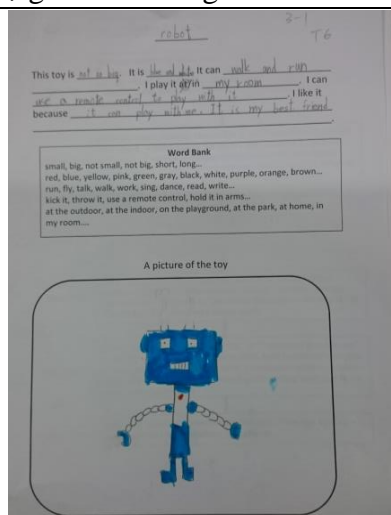 3-1
robot
T6
This toy is not so big. It is blue and white It can walk and run
. I play it at/in my room. I can
use a remote control to play with it. I like it
because it can play with me. It is my best friend
Word Bank
small, big, not small, not big, short, long...
red, blue, yellow, pink, green, gray, black, white, purple, orange, brown...
run, fly, talk, walk, work, sing, dance, read, write...
kick it, throw it, use a remote control, hold it in arms...
at the outdoor, at the indoor, on the playground, at the park, at home, in
my room....
A picture of the toy